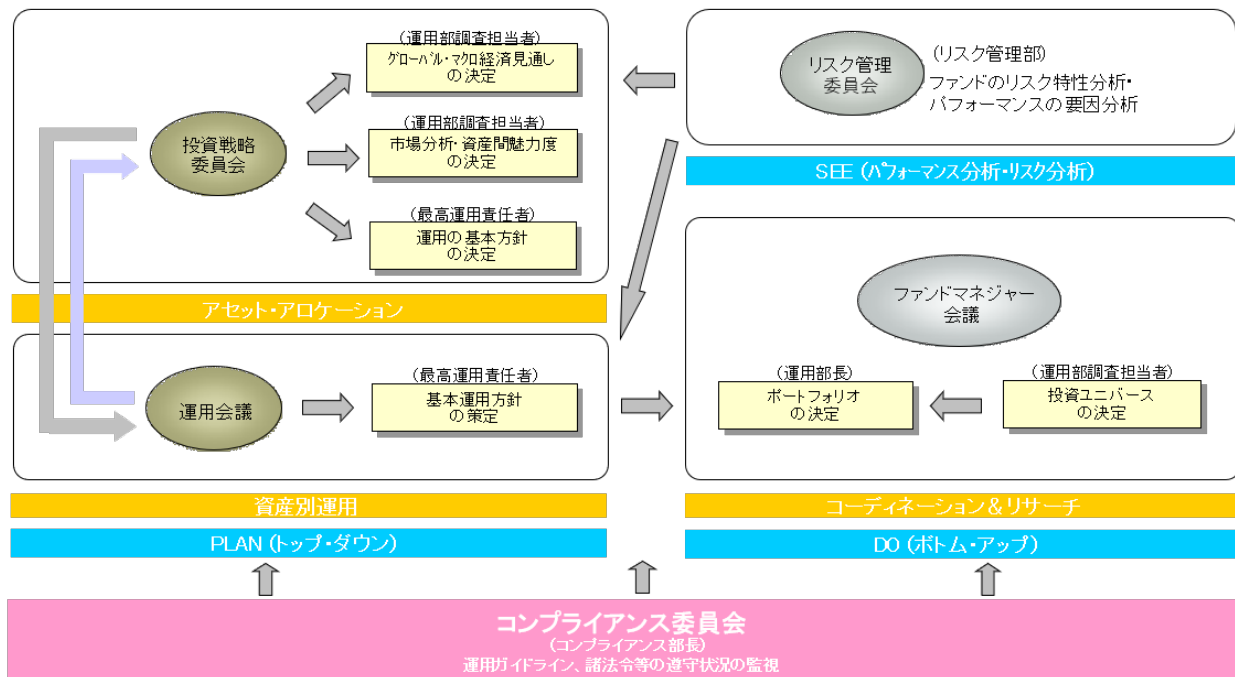 (運用部調査担当者)
グローバル・マクロ経済見通し
の決定
投資戦略
委員会
(運用部調査担当者)
市場分析・資産間魅力度
の決定
(最高運用責任者)
運用の基本方針
の決定
アセット・アロケーション
リスク管理
委員会
(リスク管理部)
ファンドのリスク特性分析・
パフォーマンスの要因分析
SEE (パフォーマンス分析・リスク分析)
運用会議
(最高運用責任者)
基本運用方針
の策定
資産別運用
PLAN (トップ・ダウン)
ファンドマネジャー
会議
(運用部長)
ポートフォリオ
の決定
(運用部調査担当者)
投資ユニバース
の決定
コーディネーション&リサーチ
DO (ボトム・アップ)
コンプライアンス委員会
(コンプライアンス部長)
運用ガイドライン、諸法令等の遵守状況の監視